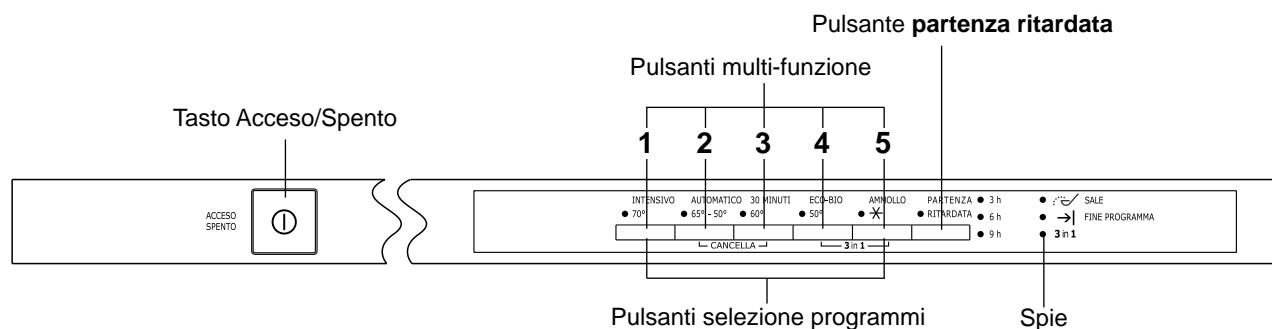 Pulsante partenza ritardata
Pulsanti multi-funzione
Tasto Acceso/Spento
1 2 3 4 5
ACCESO
SPENTO
INTENSIVO AUTOMATICO 30 MINUTI ECO-BIO AMMOLLO PARTENZA 3 h SALE
70° 65° - 50° 60° 50° RITARDATA 6 h FINE PROGRAMMA
CANCELLA 3 in 1 9 h 3 in 1
Pulsanti selezione programmi
Spie